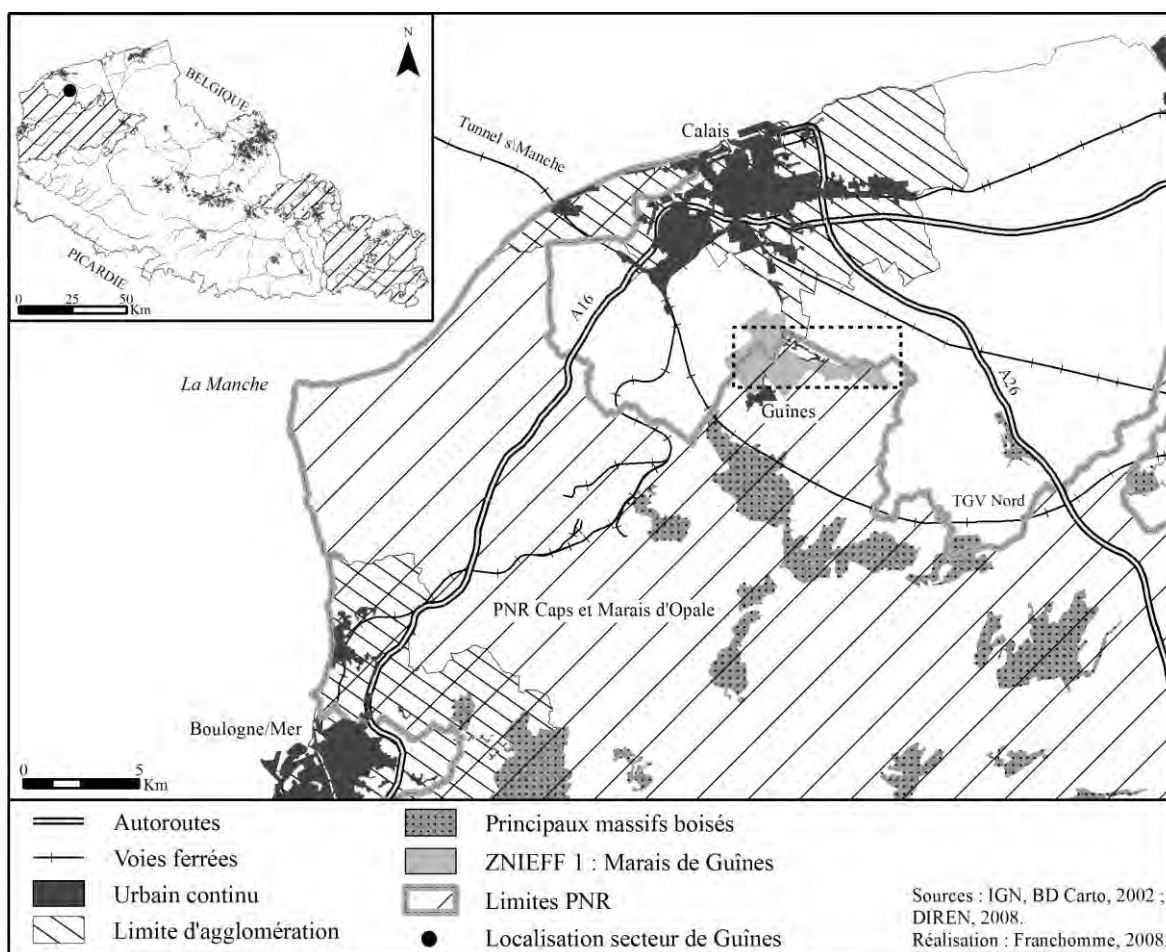 N
BELGIQUE
PICARDIE
0 25 50
Km
Tunnel s\Manche
Calais
A16
La Manche
Guînes
A26
TGV Nord
PNR Caps et Marais d'Opale
Boulogne/Mer
0 5
Km
Autoroutes
Voies ferrées
Urbain continu
Limite d'agglomération
Principaux massifs boisés
ZNIEFF 1 : Marais de Guînes
Limites PNR
Localisation secteur de Guînes
Sources : IGN, BD Carto, 2002 ;
DIREN, 2008.
Réalisation : Franchomme, 2008